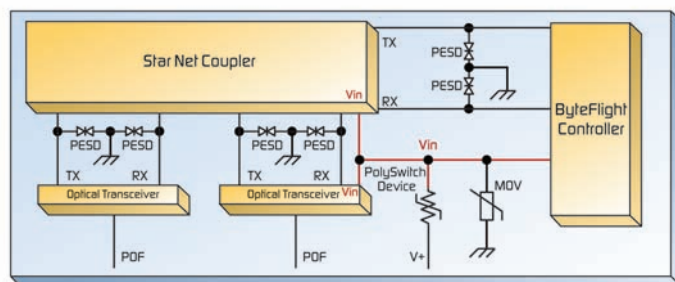 TX
Star Net Coupler
PESD
PESD
Vin
RX
ByteFlight
Controller
PESD PESD
PESD PESD
Vin
TX RX
TX RX
PolySwitch
Device
MOV
Optical Transceiver
Optical Transceiver
Vin
POF
POF
V+